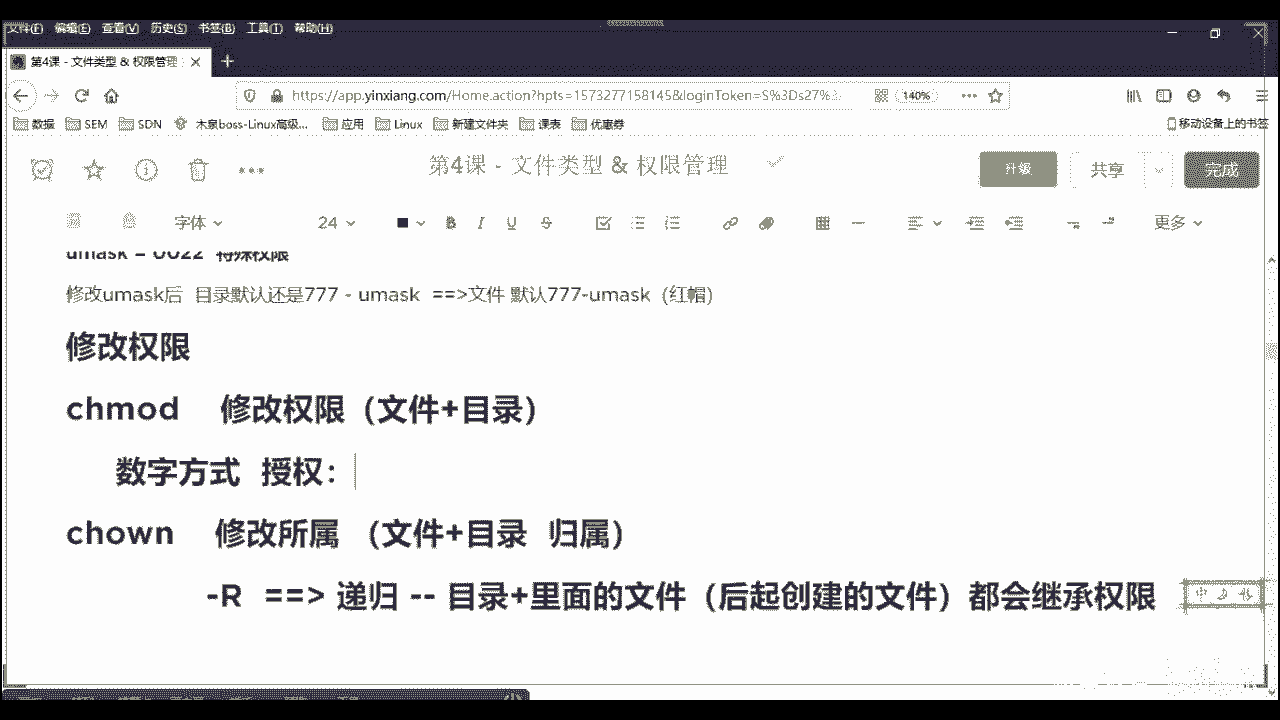 文件(F) 编辑(E) 查看(V) 历史(S) 书签(B) 工具(T) 帮助(H)
第4课 - 文件类型 & 权限管理
https://app.yinxiang.com/Home.action?hpts=1573277158145&loginToken=S%3Ds27%3 140%
数据 SEM SDN 木泉boss-Linux高级... 应用 Linux 新建文件夹 课表 优惠券 移动设备上的书签
第4课 - 文件类型 & 权限管理 升级 共享 完成
字体 24 B I U S 更多
umask = 0022 特殊权限
修改umask后 目录默认还是777 - umask ==>文件 默认777-umask (红帽)
修改权限
chmod 修改权限（文件+目录）
数字方式 授权：
chown 修改所属 （文件+目录 归属）
-R ==> 递归 -- 目录+里面的文件（后起创建的文件）都会继承权限
中